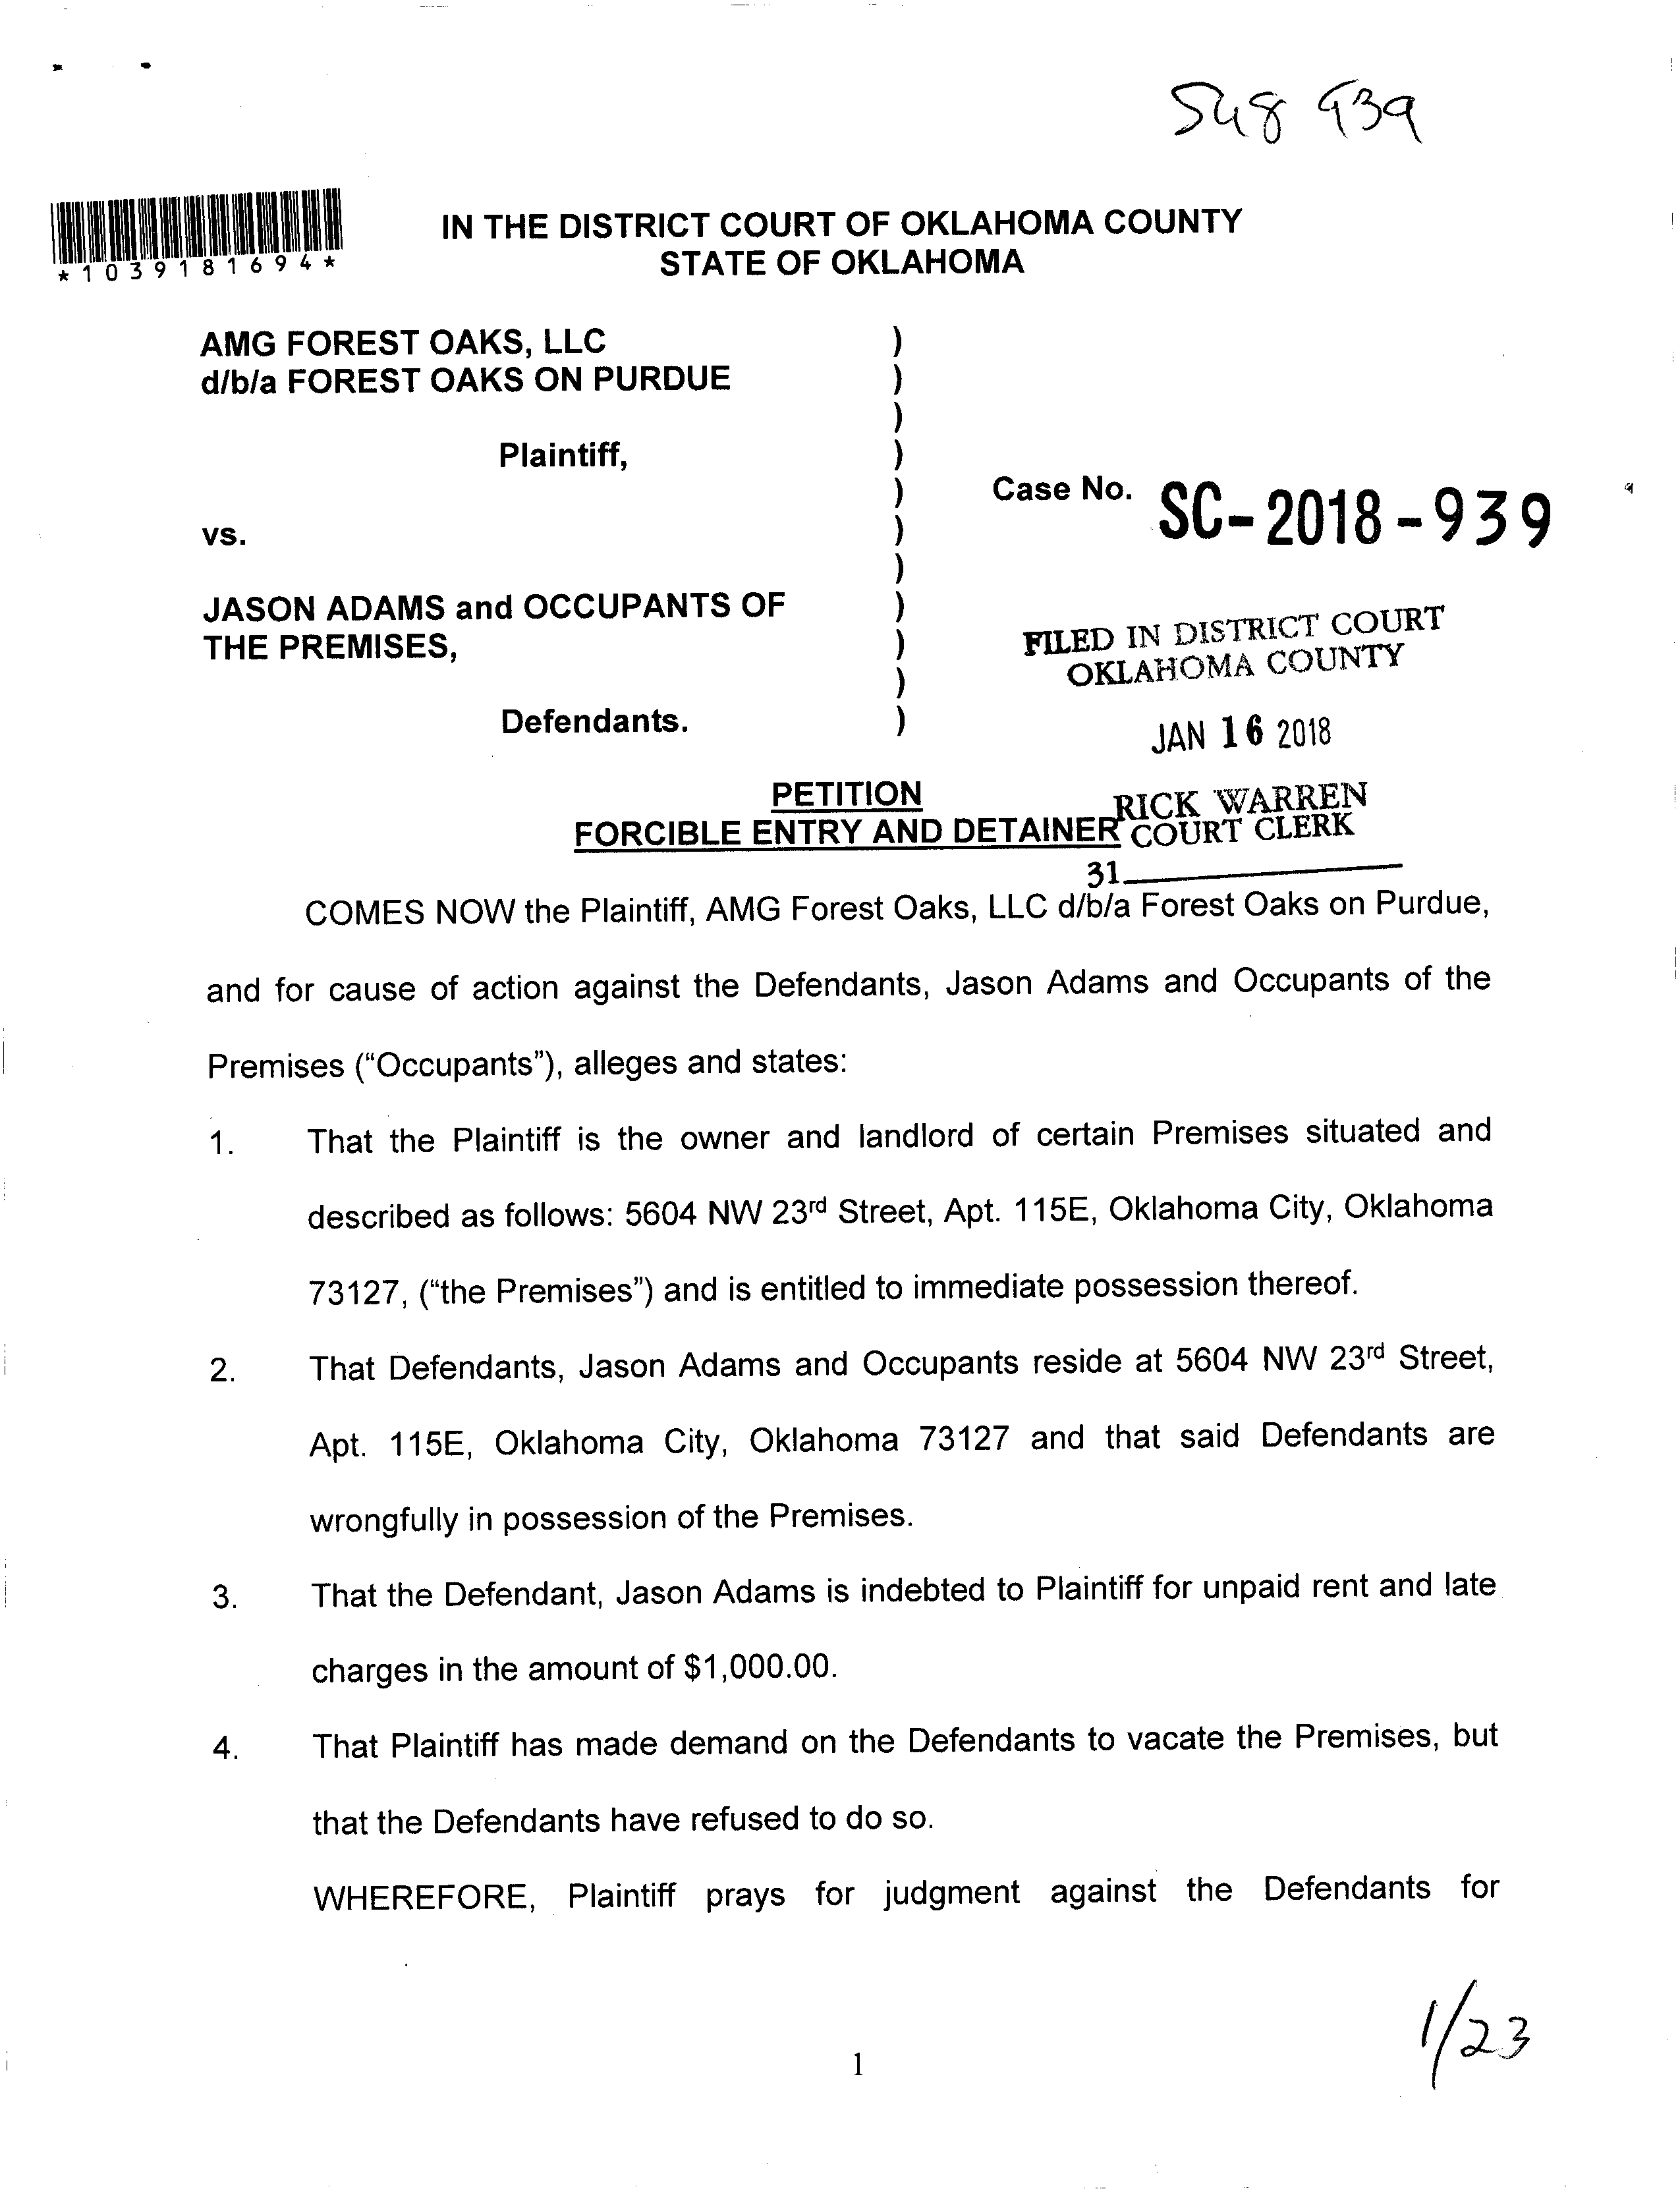 548 939
*1039181694*
IN THE DISTRICT COURT OF OKLAHOMA COUNTY
STATE OF OKLAHOMA
AMG FOREST OAKS, LLC )
d/b/a FOREST OAKS ON PURDUE )
)
Plaintiff, )
) Case No. SC-2018-939
vs. )
)
JASON ADAMS and OCCUPANTS OF )
THE PREMISES, )
)
Defendants. )
FILED IN DISTRICT COURT
OKLAHOMA COUNTY
JAN 16 2018
RICK WARREN
COURT CLERK
31
PETITION
FORCIBLE ENTRY AND DETAINER
COMES NOW the Plaintiff, AMG Forest Oaks, LLC d/b/a Forest Oaks on Purdue,
and for cause of action against the Defendants, Jason Adams and Occupants of the
Premises (“Occupants”), alleges and states:
1. That the Plaintiff is the owner and landlord of certain Premises situated and
described as follows: 5604 NW 23rd Street, Apt. 115E, Oklahoma City, Oklahoma
73127, (“the Premises”) and is entitled to immediate possession thereof.
2. That Defendants, Jason Adams and Occupants reside at 5604 NW 23rd Street,
Apt. 115E, Oklahoma City, Oklahoma 73127 and that said Defendants are
wrongfully in possession of the Premises.
3. That the Defendant, Jason Adams is indebted to Plaintiff for unpaid rent and late
charges in the amount of $1,000.00.
4. That Plaintiff has made demand on the Defendants to vacate the Premises, but
that the Defendants have refused to do so.
WHEREFORE, Plaintiff prays for judgment against the Defendants for
1/23
1